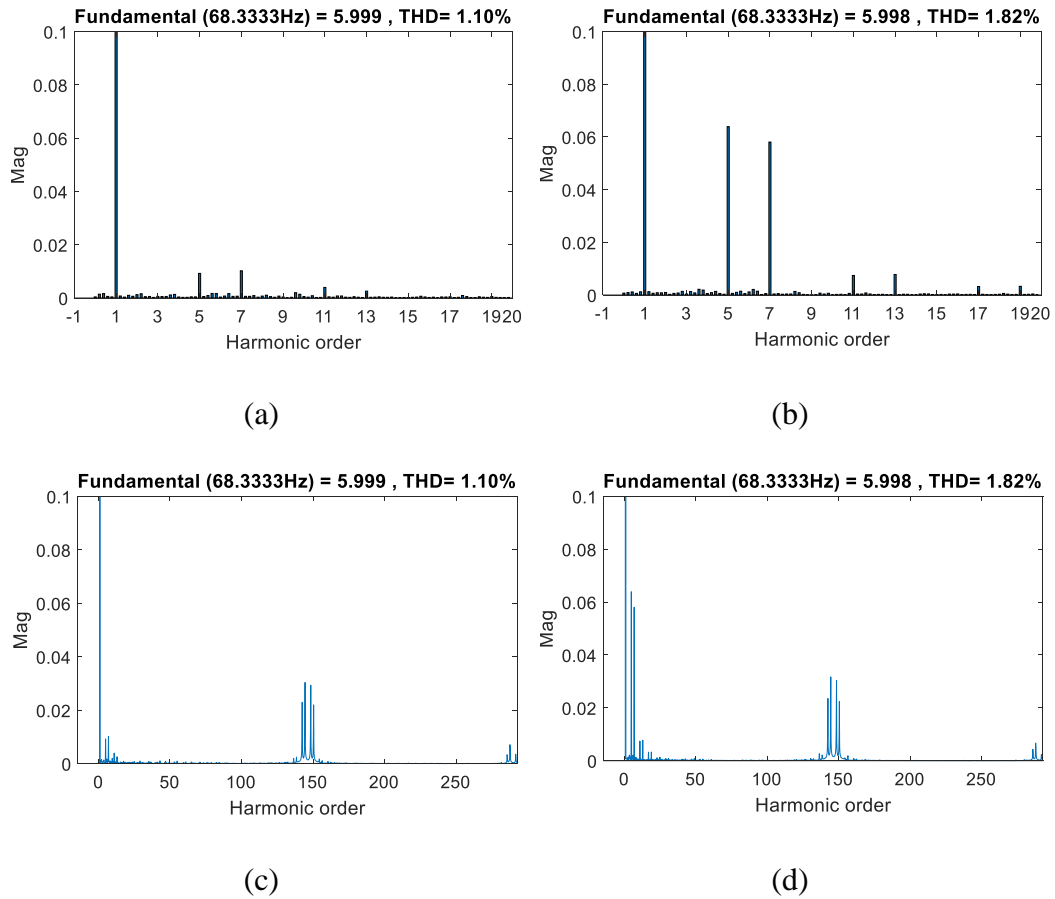 Fundamental (68.3333Hz) = 5.999 , THD= 1.10%
0.1
0.08
0.06
0.04
0.02
0
Mag
-1 1 3 5 7 9 11 13 15 17 1920
Harmonic order
(a)
Fundamental (68.3333Hz) = 5.998 , THD= 1.82%
0.1
0.08
0.06
0.04
0.02
0
Mag
-1 1 3 5 7 9 11 13 15 17 1920
Harmonic order
(b)
Fundamental (68.3333Hz) = 5.999 , THD= 1.10%
0.1
0.08
0.06
0.04
0.02
0
Mag
0 50 100 150 200 250
Harmonic order
(c)
Fundamental (68.3333Hz) = 5.998 , THD= 1.82%
0.1
0.08
0.06
0.04
0.02
0
Mag
0 50 100 150 200 250
Harmonic order
(d)